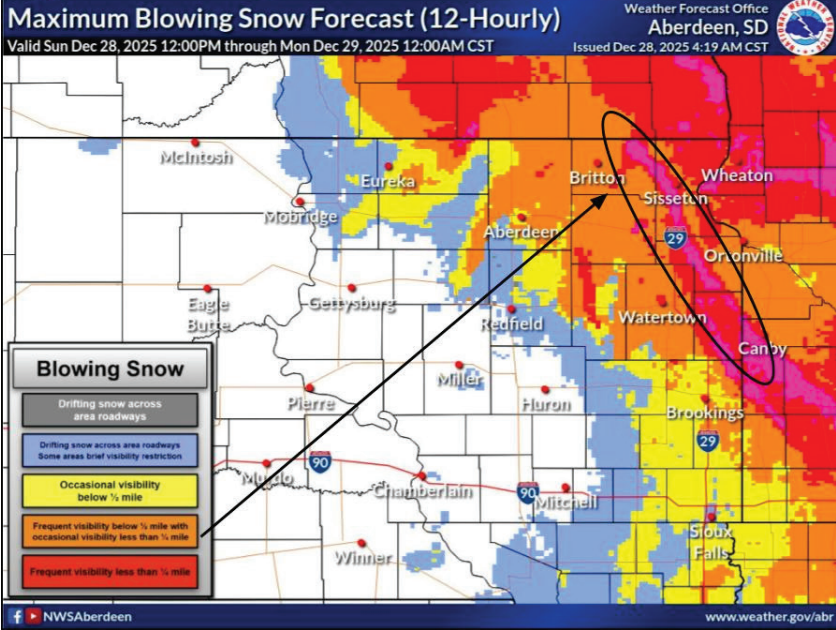 Maximum Blowing Snow Forecast (12-Hourly)
Valid Sun Dec 28, 2025 12:00PM through Mon Dec 29, 2025 12:00AM CST
Weather Forecast Office
Aberdeen, SD
Issued Dec 28, 2025 4:19 AM CST
NATIONAL WEATHER SERVICE
McIntosh
Eureka
Britton
Wheaton
Sisseton
Mobridge
Aberdeen
29
Ortonville
Eagle
Butte
Gettysburg
Redfield
Watertown
Canby
Miller
Pierre
Huron
Brookings
29
90
Murdo
Chamberlain
90
Mitchell
Sioux
Falls
Winner
Blowing Snow
Drifting snow across
area roadways
Drifting snow across area roadways
Some areas brief visibility restriction
Occasional visibility
below ½ mile
Frequent visibility below ½ mile with
occasional visibility less than ¼ mile
Frequent visibility less than ¼ mile
NWSAberdeen
www.weather.gov/abr